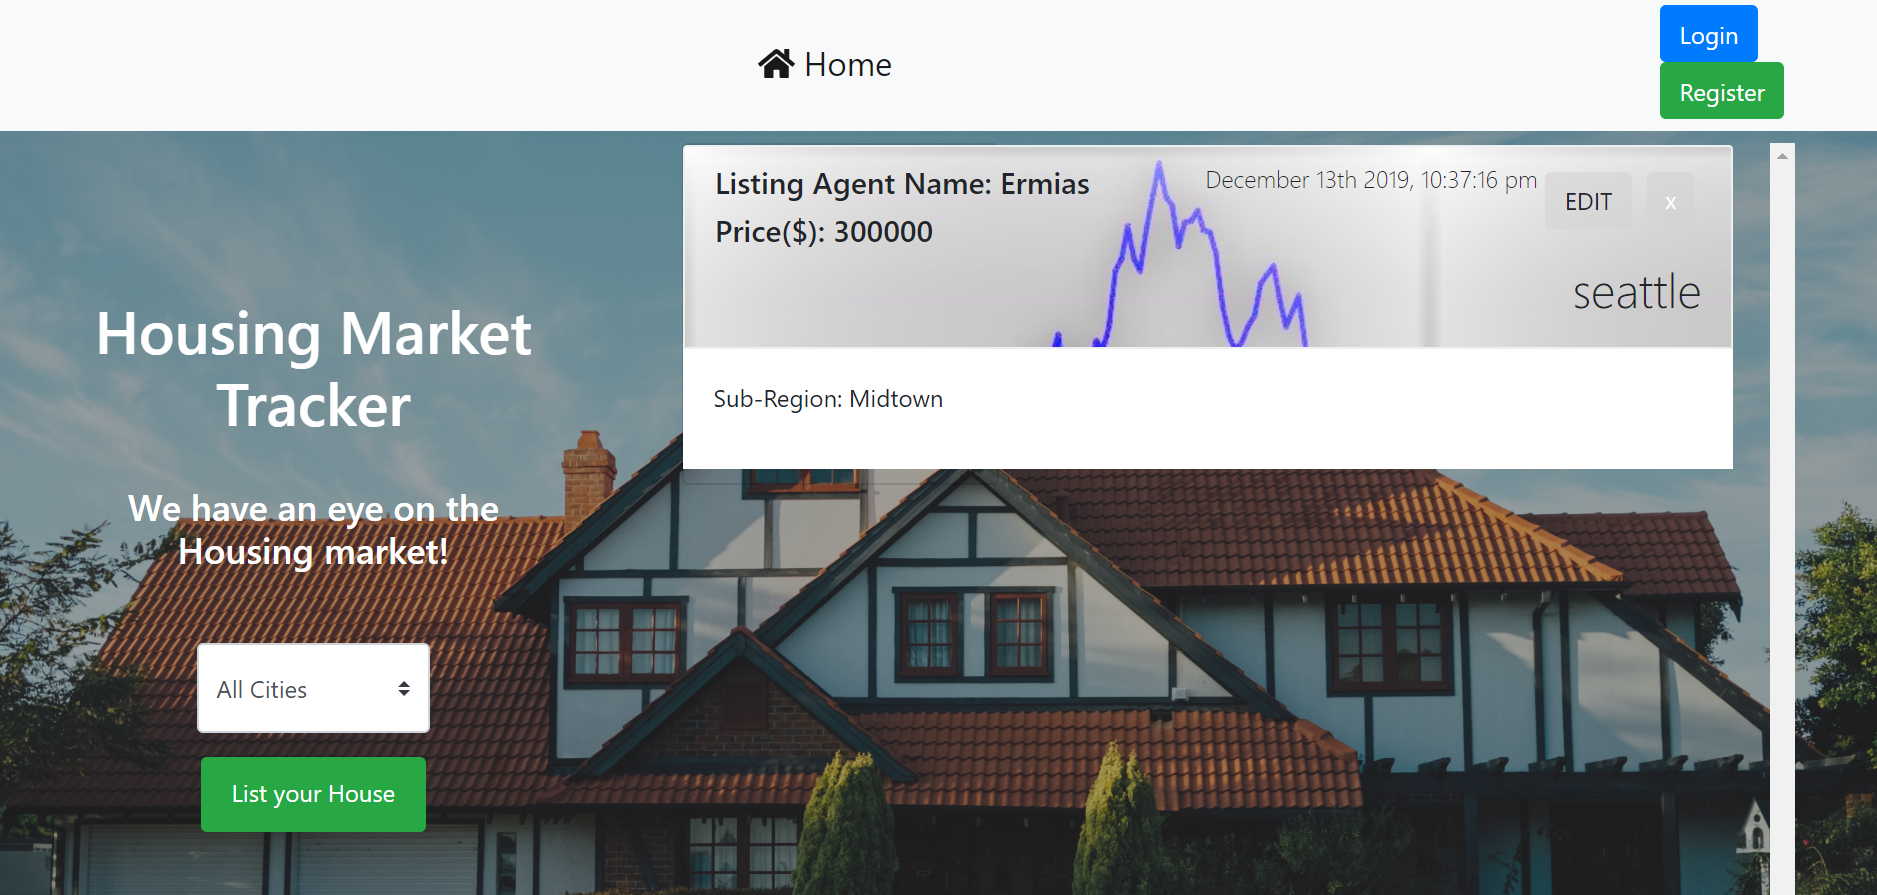 Home
Login
Register
Housing Market
Tracker
We have an eye on the
Housing market!
All Cities
List your House
Listing Agent Name: Ermias
December 13th 2019, 10:37:16 pm
EDIT
x
Price($): 300000
seattle
Sub-Region: Midtown